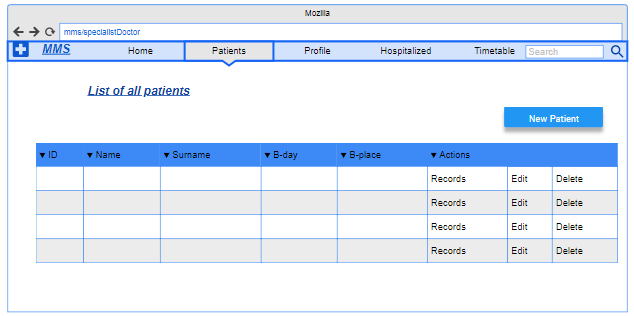 Mozilla
mms/specialistDoctor
MMS Home Patients Profile Hospitalized Timetable Search
List of all patients
New Patient
▼ ID ▼ Name ▼ Surname ▼ B-day ▼ B-place ▼ Actions
Records Edit Delete
Records Edit Delete
Records Edit Delete
Records Edit Delete